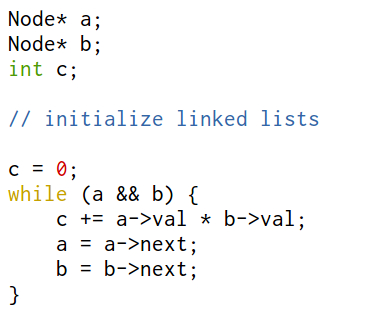 Node* a;
Node* b;
int c;
// initialize linked lists
c = 0;
while (a && b) {
    c += a->val * b->val;
    a = a->next;
    b = b->next;
}